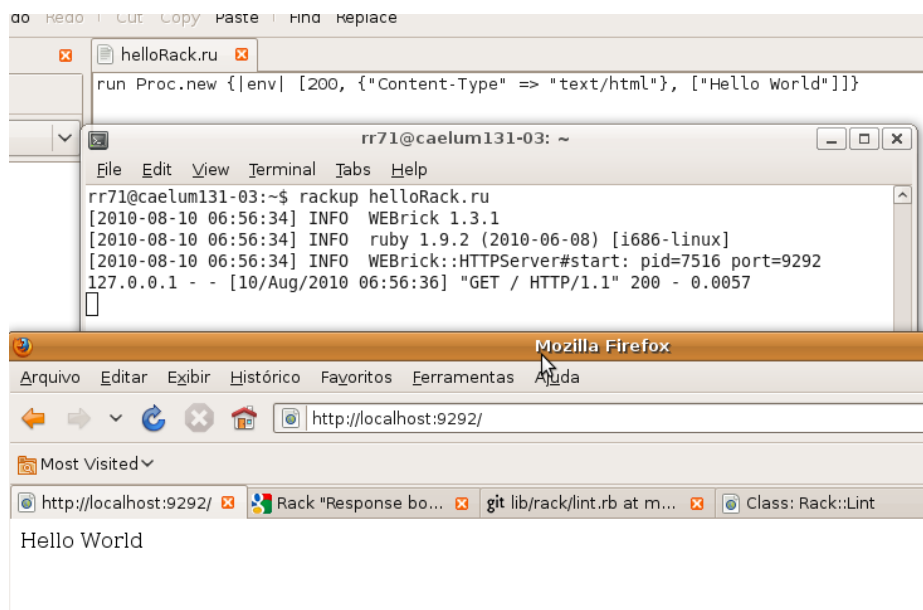 do Redo Cut Copy Paste Find Replace
helloRack.ru
run Proc.new {|env| [200, {"Content-Type" => "text/html"}, ["Hello World"]]}
rr71@caelum131-03: ~
File Edit View Terminal Tabs Help
rr71@caelum131-03:~$ rackup helloRack.ru
[2010-08-10 06:56:34] INFO  WEBrick 1.3.1
[2010-08-10 06:56:34] INFO  ruby 1.9.2 (2010-06-08) [i686-linux]
[2010-08-10 06:56:34] INFO  WEBrick::HTTPServer#start: pid=7516 port=9292
127.0.0.1 - - [10/Aug/2010 06:56:36] "GET / HTTP/1.1" 200 - 0.0057
Mozilla Firefox
Arquivo Editar Exibir Histórico Favoritos Ferramentas Ajuda
http://localhost:9292/
Most Visited
http://localhost:9292/ Rack "Response bo... git lib/rack/lint.rb at m... Class: Rack::Lint
Hello World